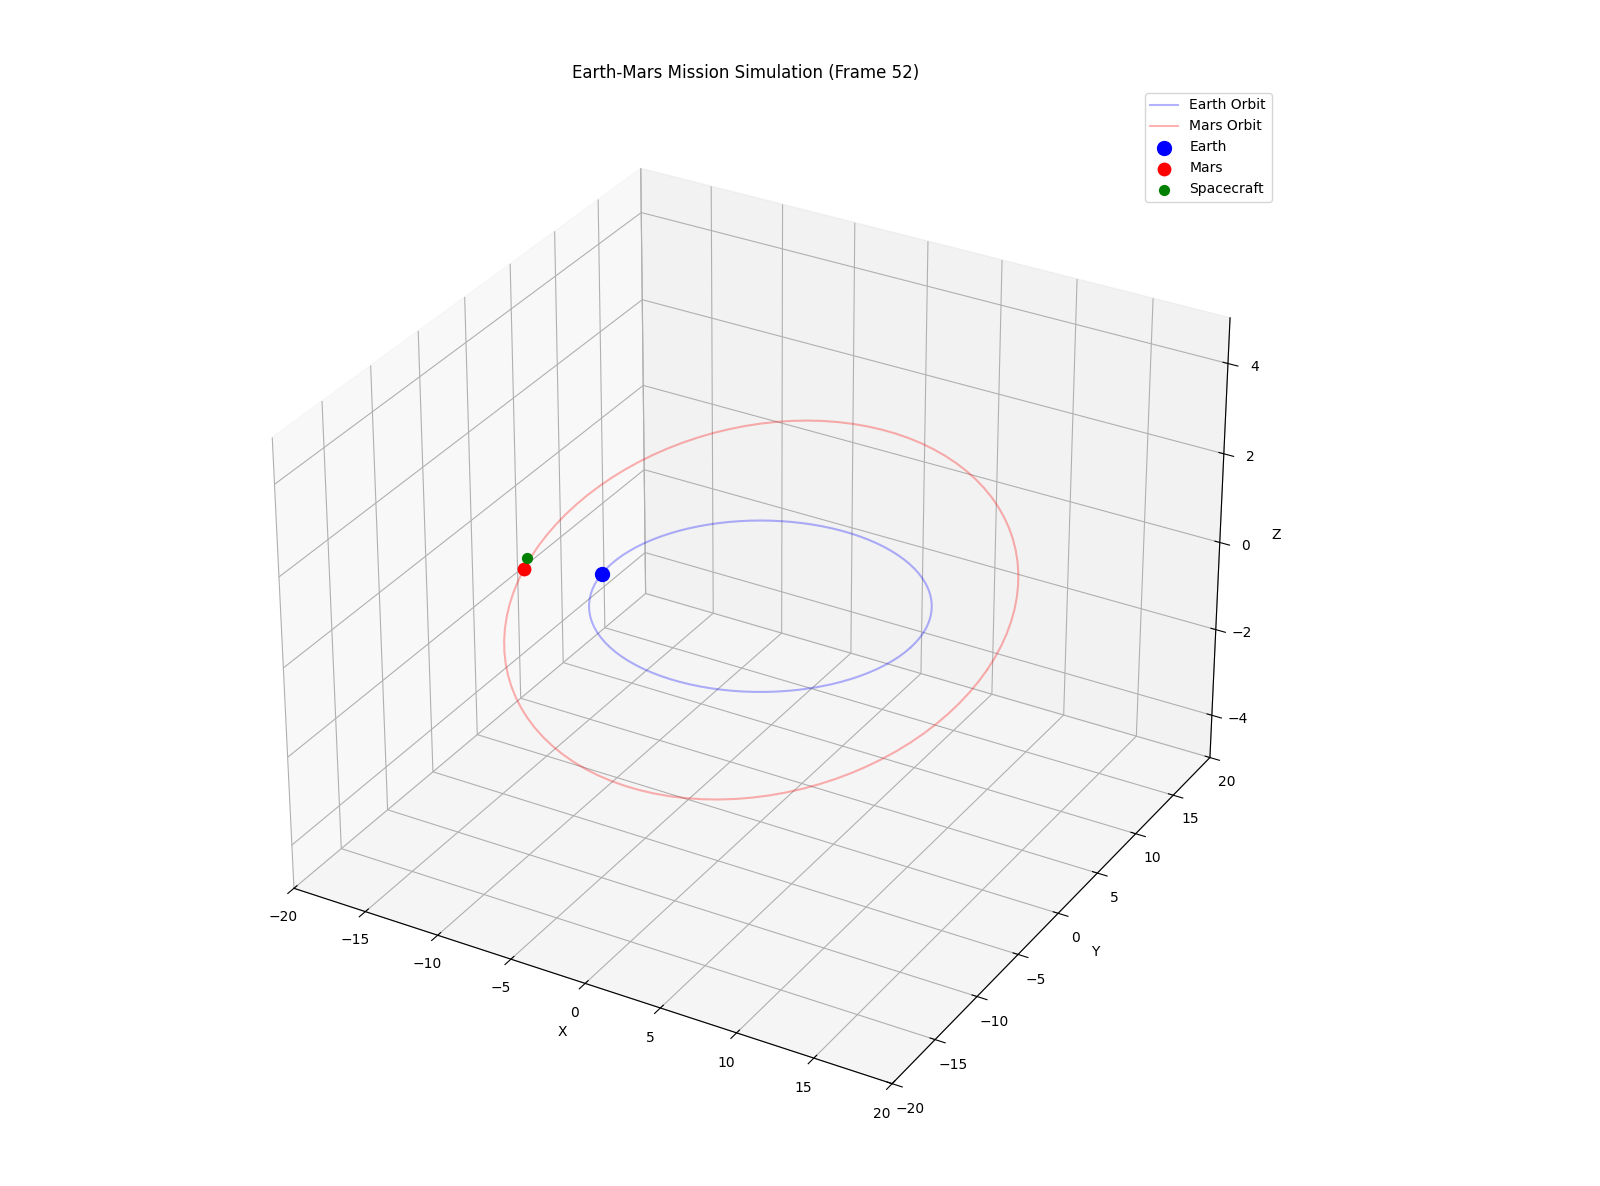 Earth-Mars Mission Simulation (Frame 52)
Earth Orbit
Mars Orbit
Earth
Mars
Spacecraft
4
2
0
−2
−4
Z
20
15
10
5
0
−5
−10
−15
−20
Y
−20
−15
−10
−5
0
5
10
15
20
X